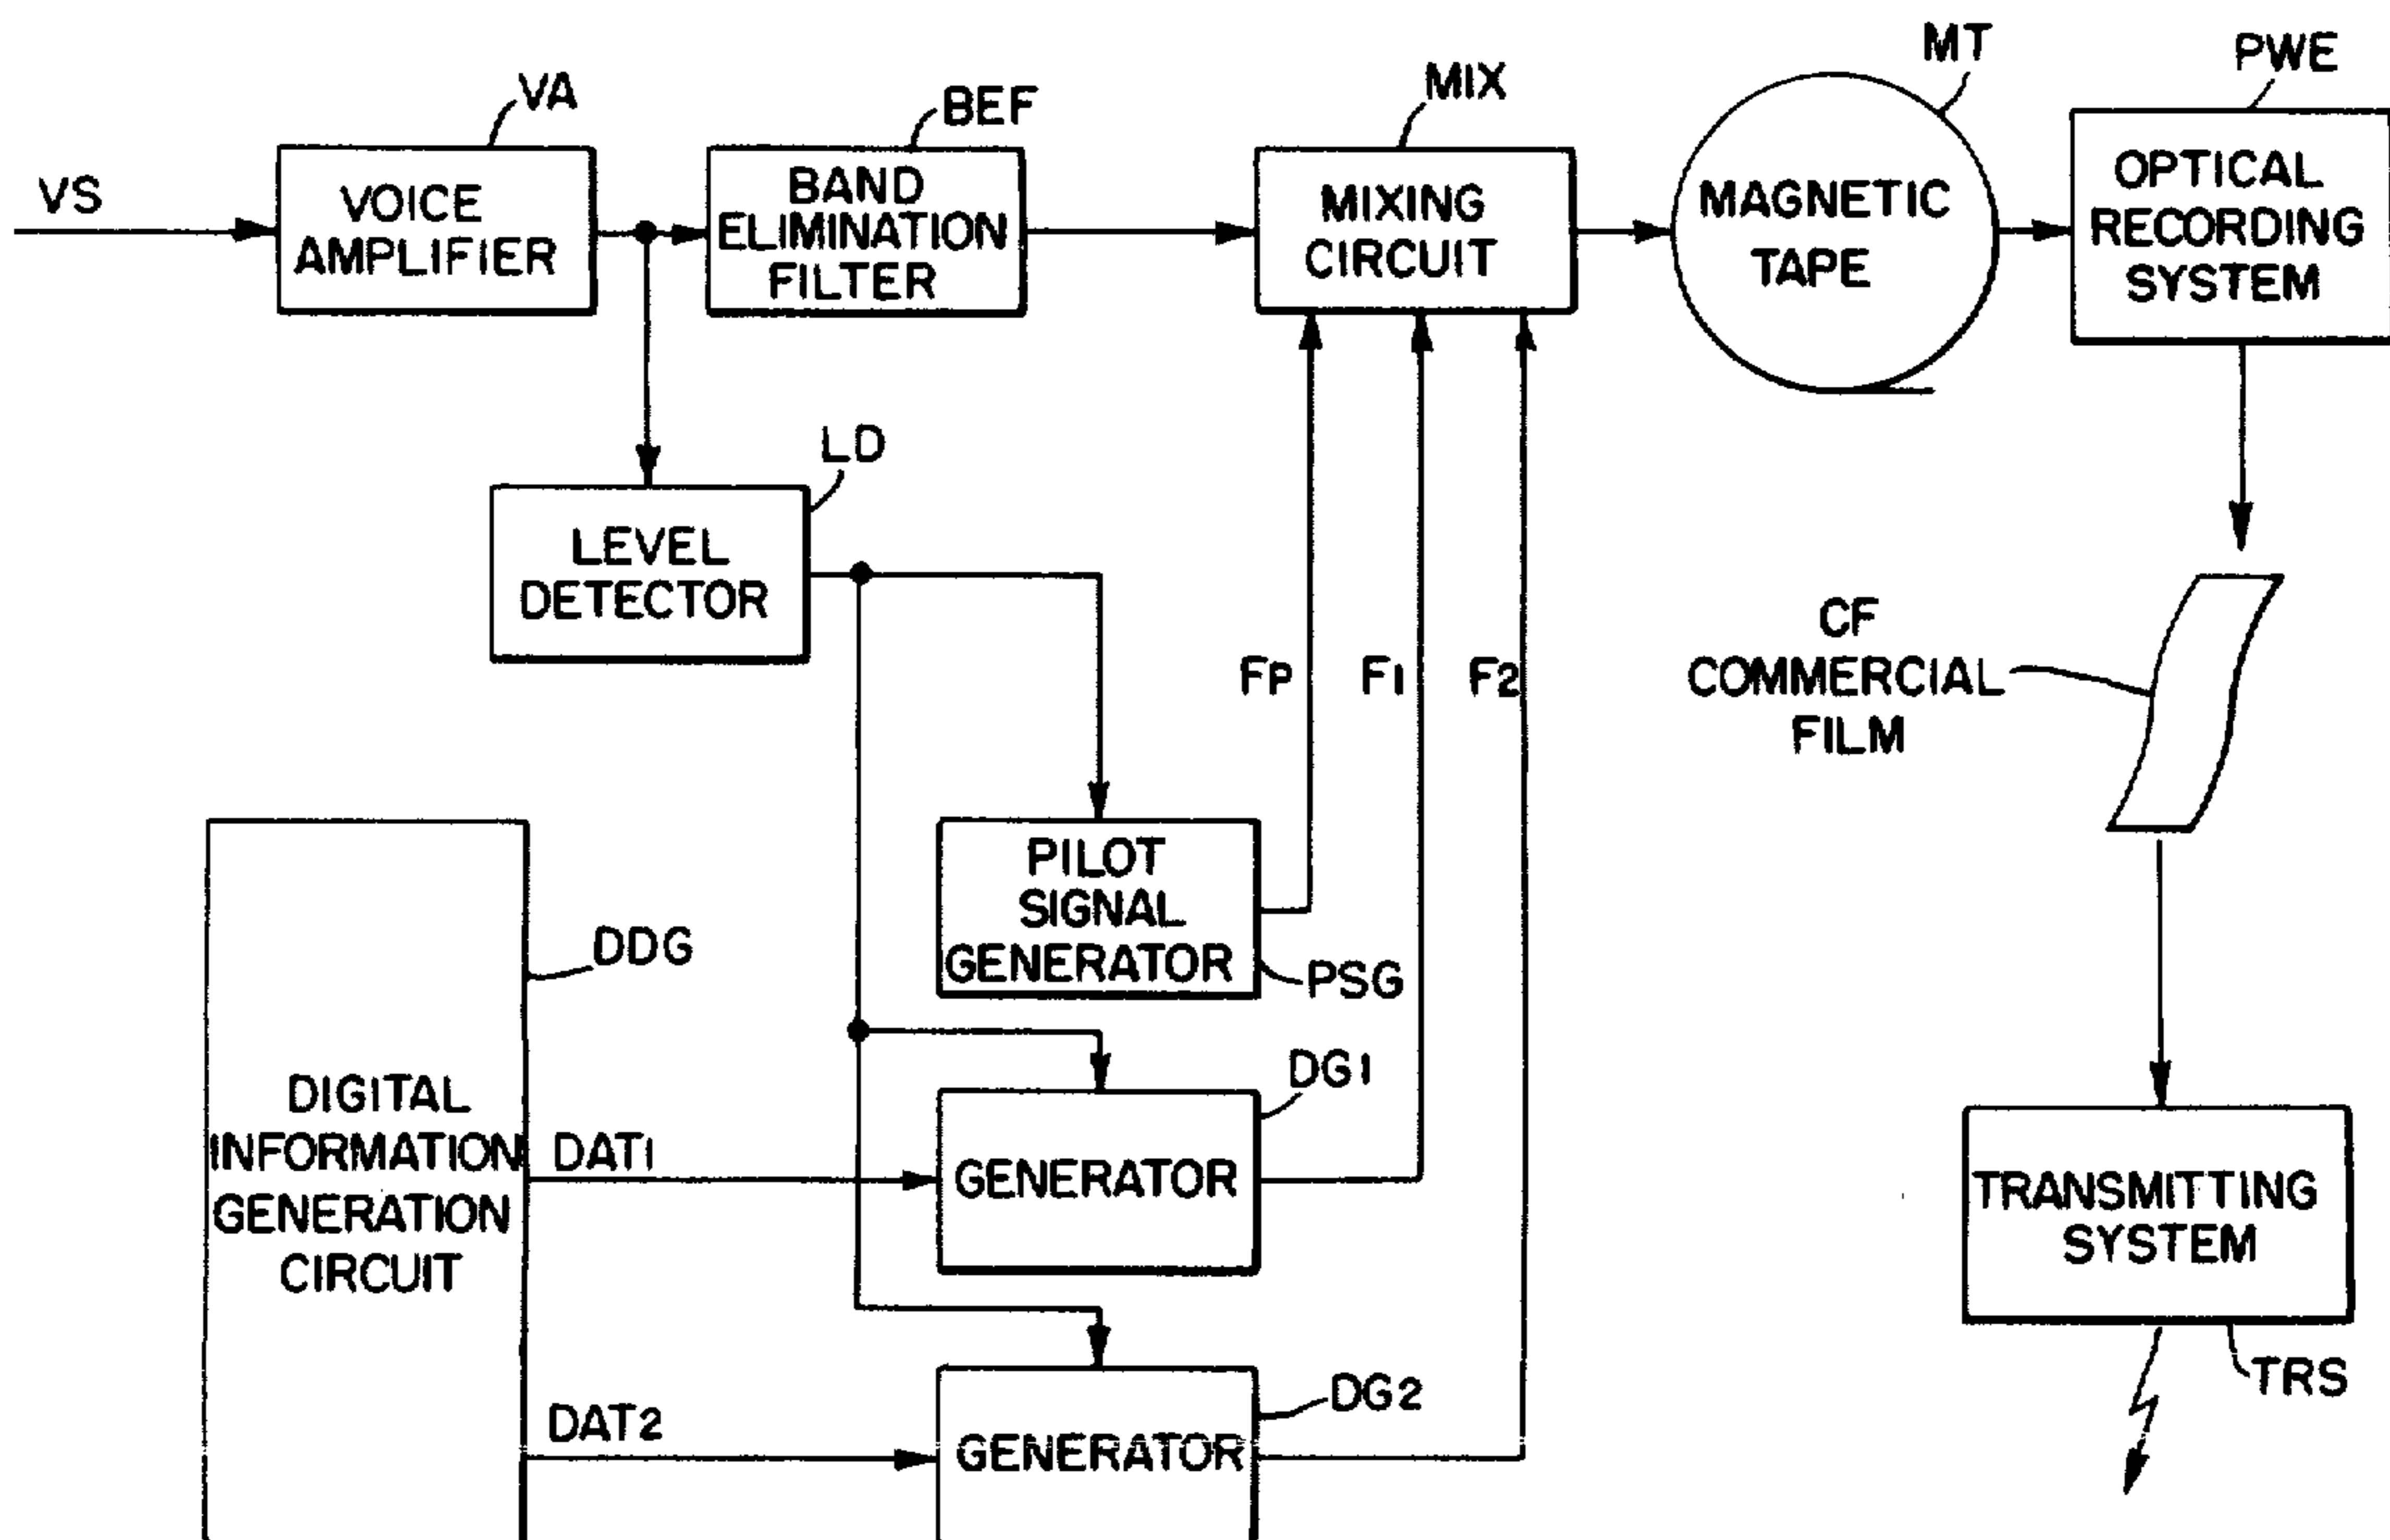 VS
VA
VOICE
AMPLIFIER
BEF
BAND
ELIMINATION
FILTER
MIX
MIXING
CIRCUIT
MT
MAGNETIC
TAPE
PWE
OPTICAL
RECORDING
SYSTEM
LD
LEVEL
DETECTOR
FP
F1
F2
CF
COMMERCIAL
FILM
PILOT
SIGNAL
GENERATOR
PSG
DDG
DIGITAL
INFORMATION
GENERATION
CIRCUIT
DAT1
DG1
GENERATOR
DAT2
DG2
GENERATOR
TRANSMITTING
SYSTEM
TRS